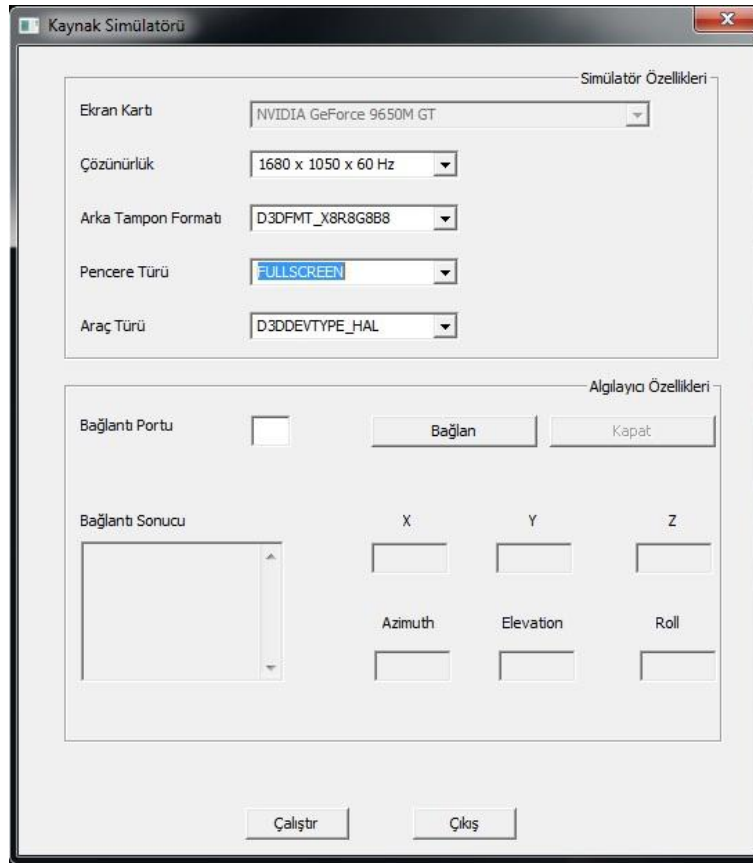 Kaynak Simülatörü
Simülatör Özellikleri
Ekran Kartı NVIDIA GeForce 9650M GT
Çözünürlük 1680 x 1050 x 60 Hz
Arka Tampon Formatı D3DFMT_X8R8G8B8
Pencere Türü FULLSCREEN
Araç Türü D3DDEVTYPE_HAL
Algılayıcı Özellikleri
Bağlantı Portu Bağlan Kapat
Bağlantı Sonucu X Y Z
Azimuth Elevation Roll
Çalıştır Çıkış